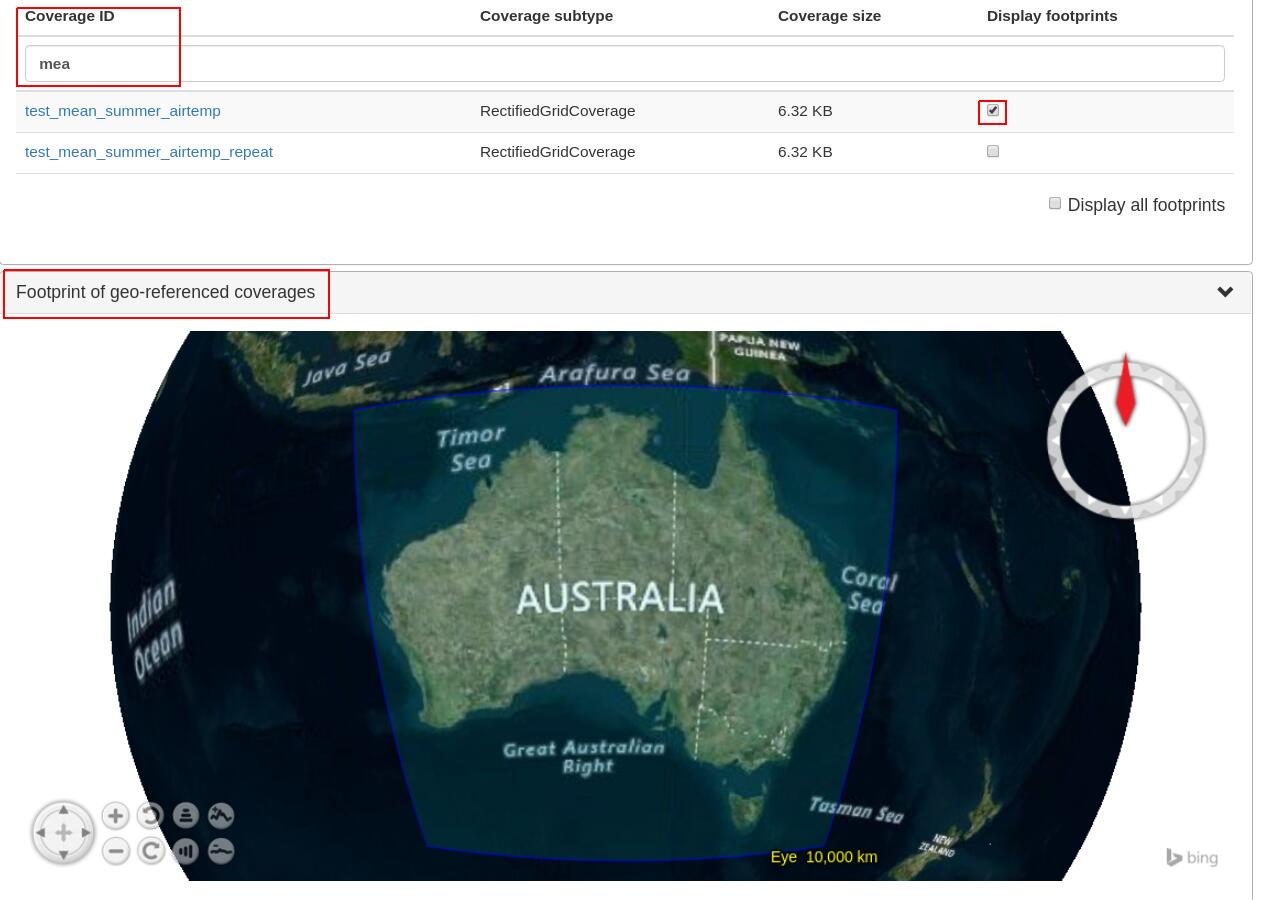 Coverage ID Coverage subtype Coverage size Display footprints
mea
test_mean_summer_airtemp RectifiedGridCoverage 6.32 KB
test_mean_summer_airtemp_repeat RectifiedGridCoverage 6.32 KB
Display all footprints
Footprint of geo-referenced coverages
PAPUA NEW
GUINEA
Java Sea
Arafura Sea
Timor
Sea
Coral
Sea
AUSTRALIA
Indian
Ocean
Great Australian
Right
Tasman Sea
NEW
ZEALAND
Eye 10,000 km
bing